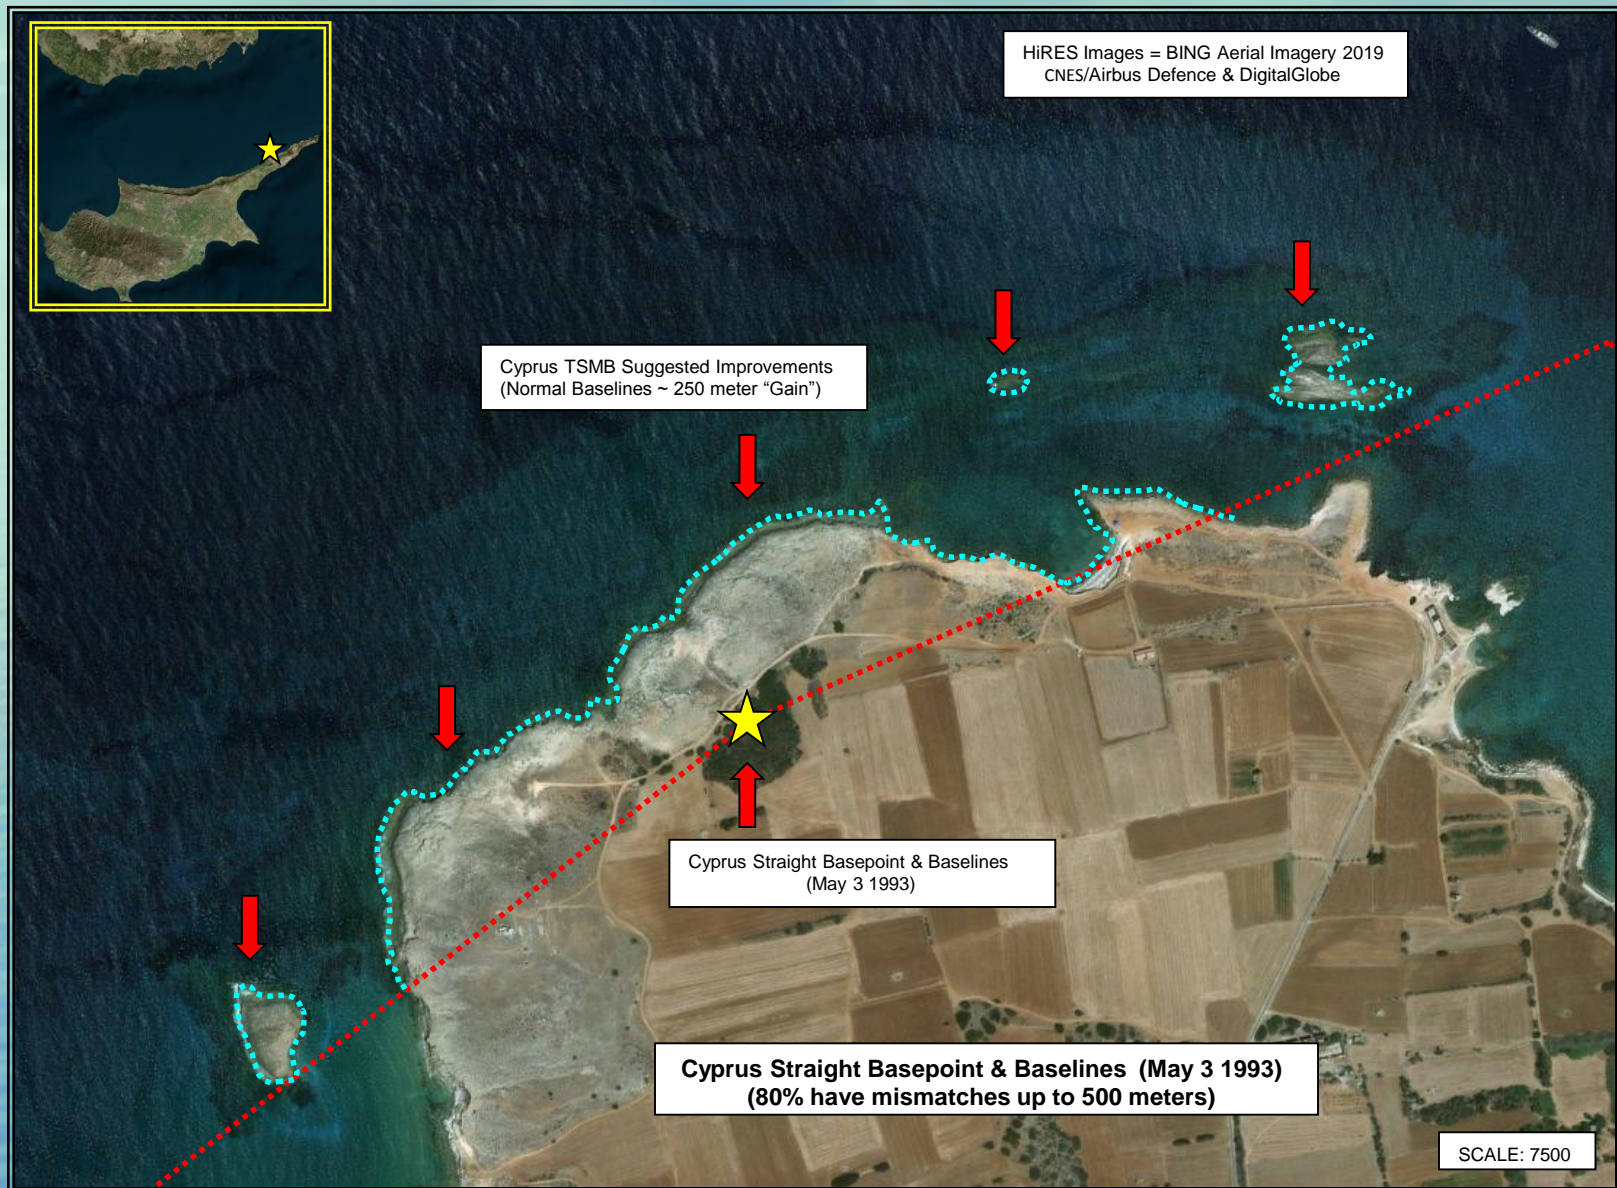 HiRES Images = BING Aerial Imagery 2019
CNES/Airbus Defence & DigitalGlobe
Cyprus TSMB Suggested Improvements
(Normal Baselines ~ 250 meter “Gain”)
Cyprus Straight Basepoint & Baselines
(May 3 1993)
Cyprus Straight Basepoint & Baselines (May 3 1993)
(80% have mismatches up to 500 meters)
SCALE: 7500